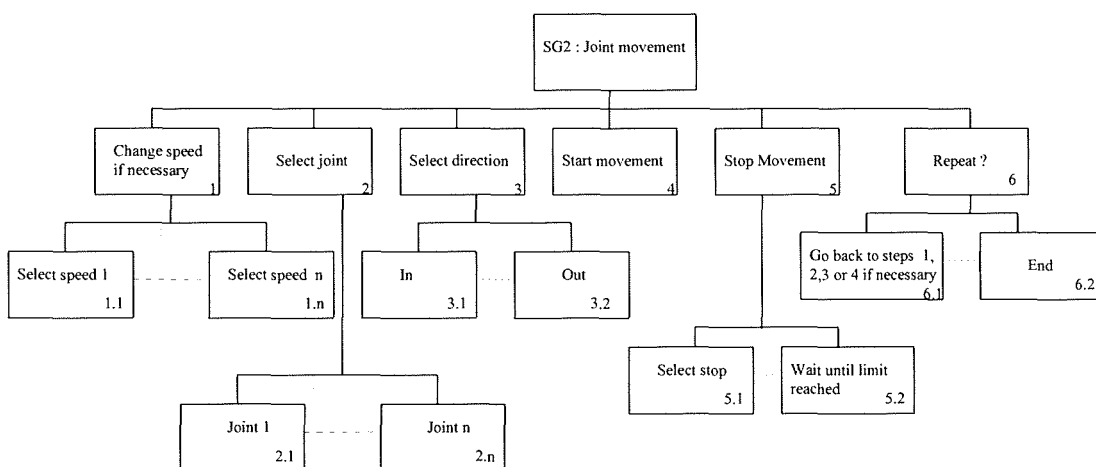 SG2 : Joint movement
Change speed
if necessary
1
Select joint
2
Select direction
3
Start movement
4
Stop Movement
5
Repeat ?
6
Select speed 1
1.1
Select speed n
1.n
In
3.1
Out
3.2
Go back to steps 1,
2,3 or 4 if necessary
6.1
End
6.2
Select stop
5.1
Wait until limit
reached
5.2
Joint 1
2.1
Joint n
2.n